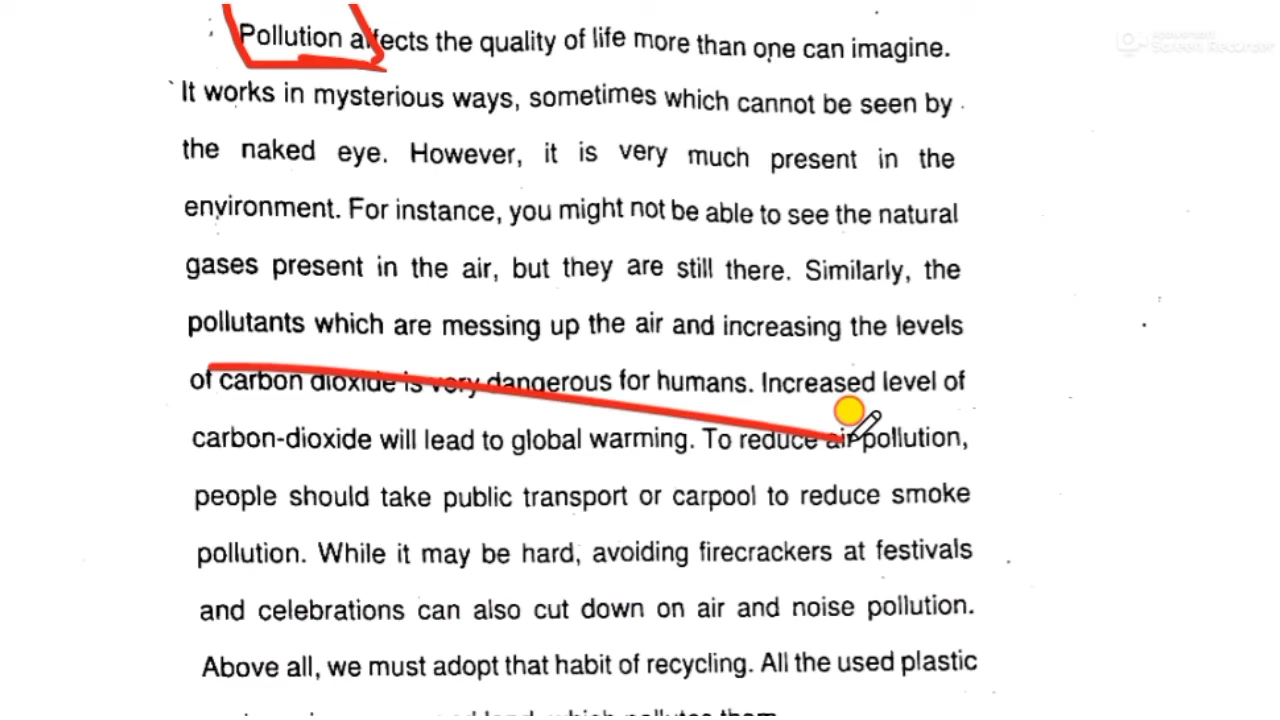 Pollution affects the quality of life more than one can imagine.
It works in mysterious ways, sometimes which cannot be seen by
the naked eye. However, it is very much present in the
environment. For instance, you might not be able to see the natural
gases present in the air, but they are still there. Similarly, the
pollutants which are messing up the air and increasing the levels
of carbon dioxide is very dangerous for humans. Increased level of
carbon-dioxide will lead to global warming. To reduce air pollution,
people should take public transport or carpool to reduce smoke
pollution. While it may be hard, avoiding firecrackers at festivals
and celebrations can also cut down on air and noise pollution.
Above all, we must adopt that habit of recycling. All the used plastic
which pollutes them
Screen Recorder